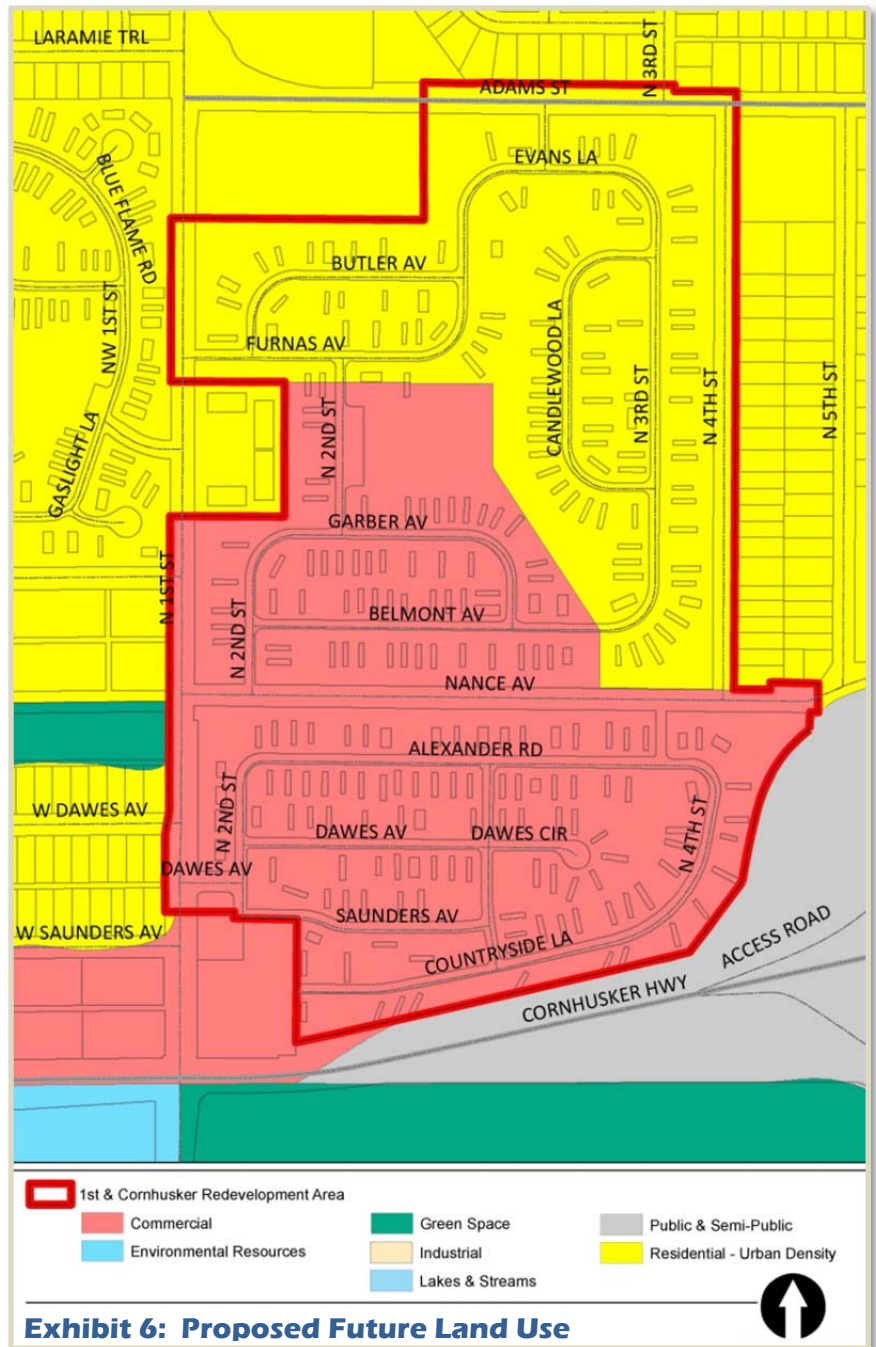 LARAMIE TRL
N 3RD ST
ADAMS ST
EVANS LA
BLUE FLAME RD
BUTLER AV
NW 1ST ST
FURNAS AV
CANDLEWOOD LA
N 3RD ST
N 4TH ST
N 5TH ST
N 2ND ST
GASLIGHT LA
GARBER AV
N 1ST ST
BELMONT AV
N 2ND ST
NANCE AV
ALEXANDER RD
W DAWES AV
N 2ND ST
DAWES AV
DAWES CIR
N 4TH ST
DAWES AV
SAUNDERS AV
W SAUNDERS AV
COUNTRYSIDE LA
ACCESS ROAD
CORNHUSKER HWY
1st & Cornhusker Redevelopment Area
Commercial
Environmental Resources
Green Space
Industrial
Lakes & Streams
Public & Semi-Public
Residential - Urban Density
Exhibit 6: Proposed Future Land Use